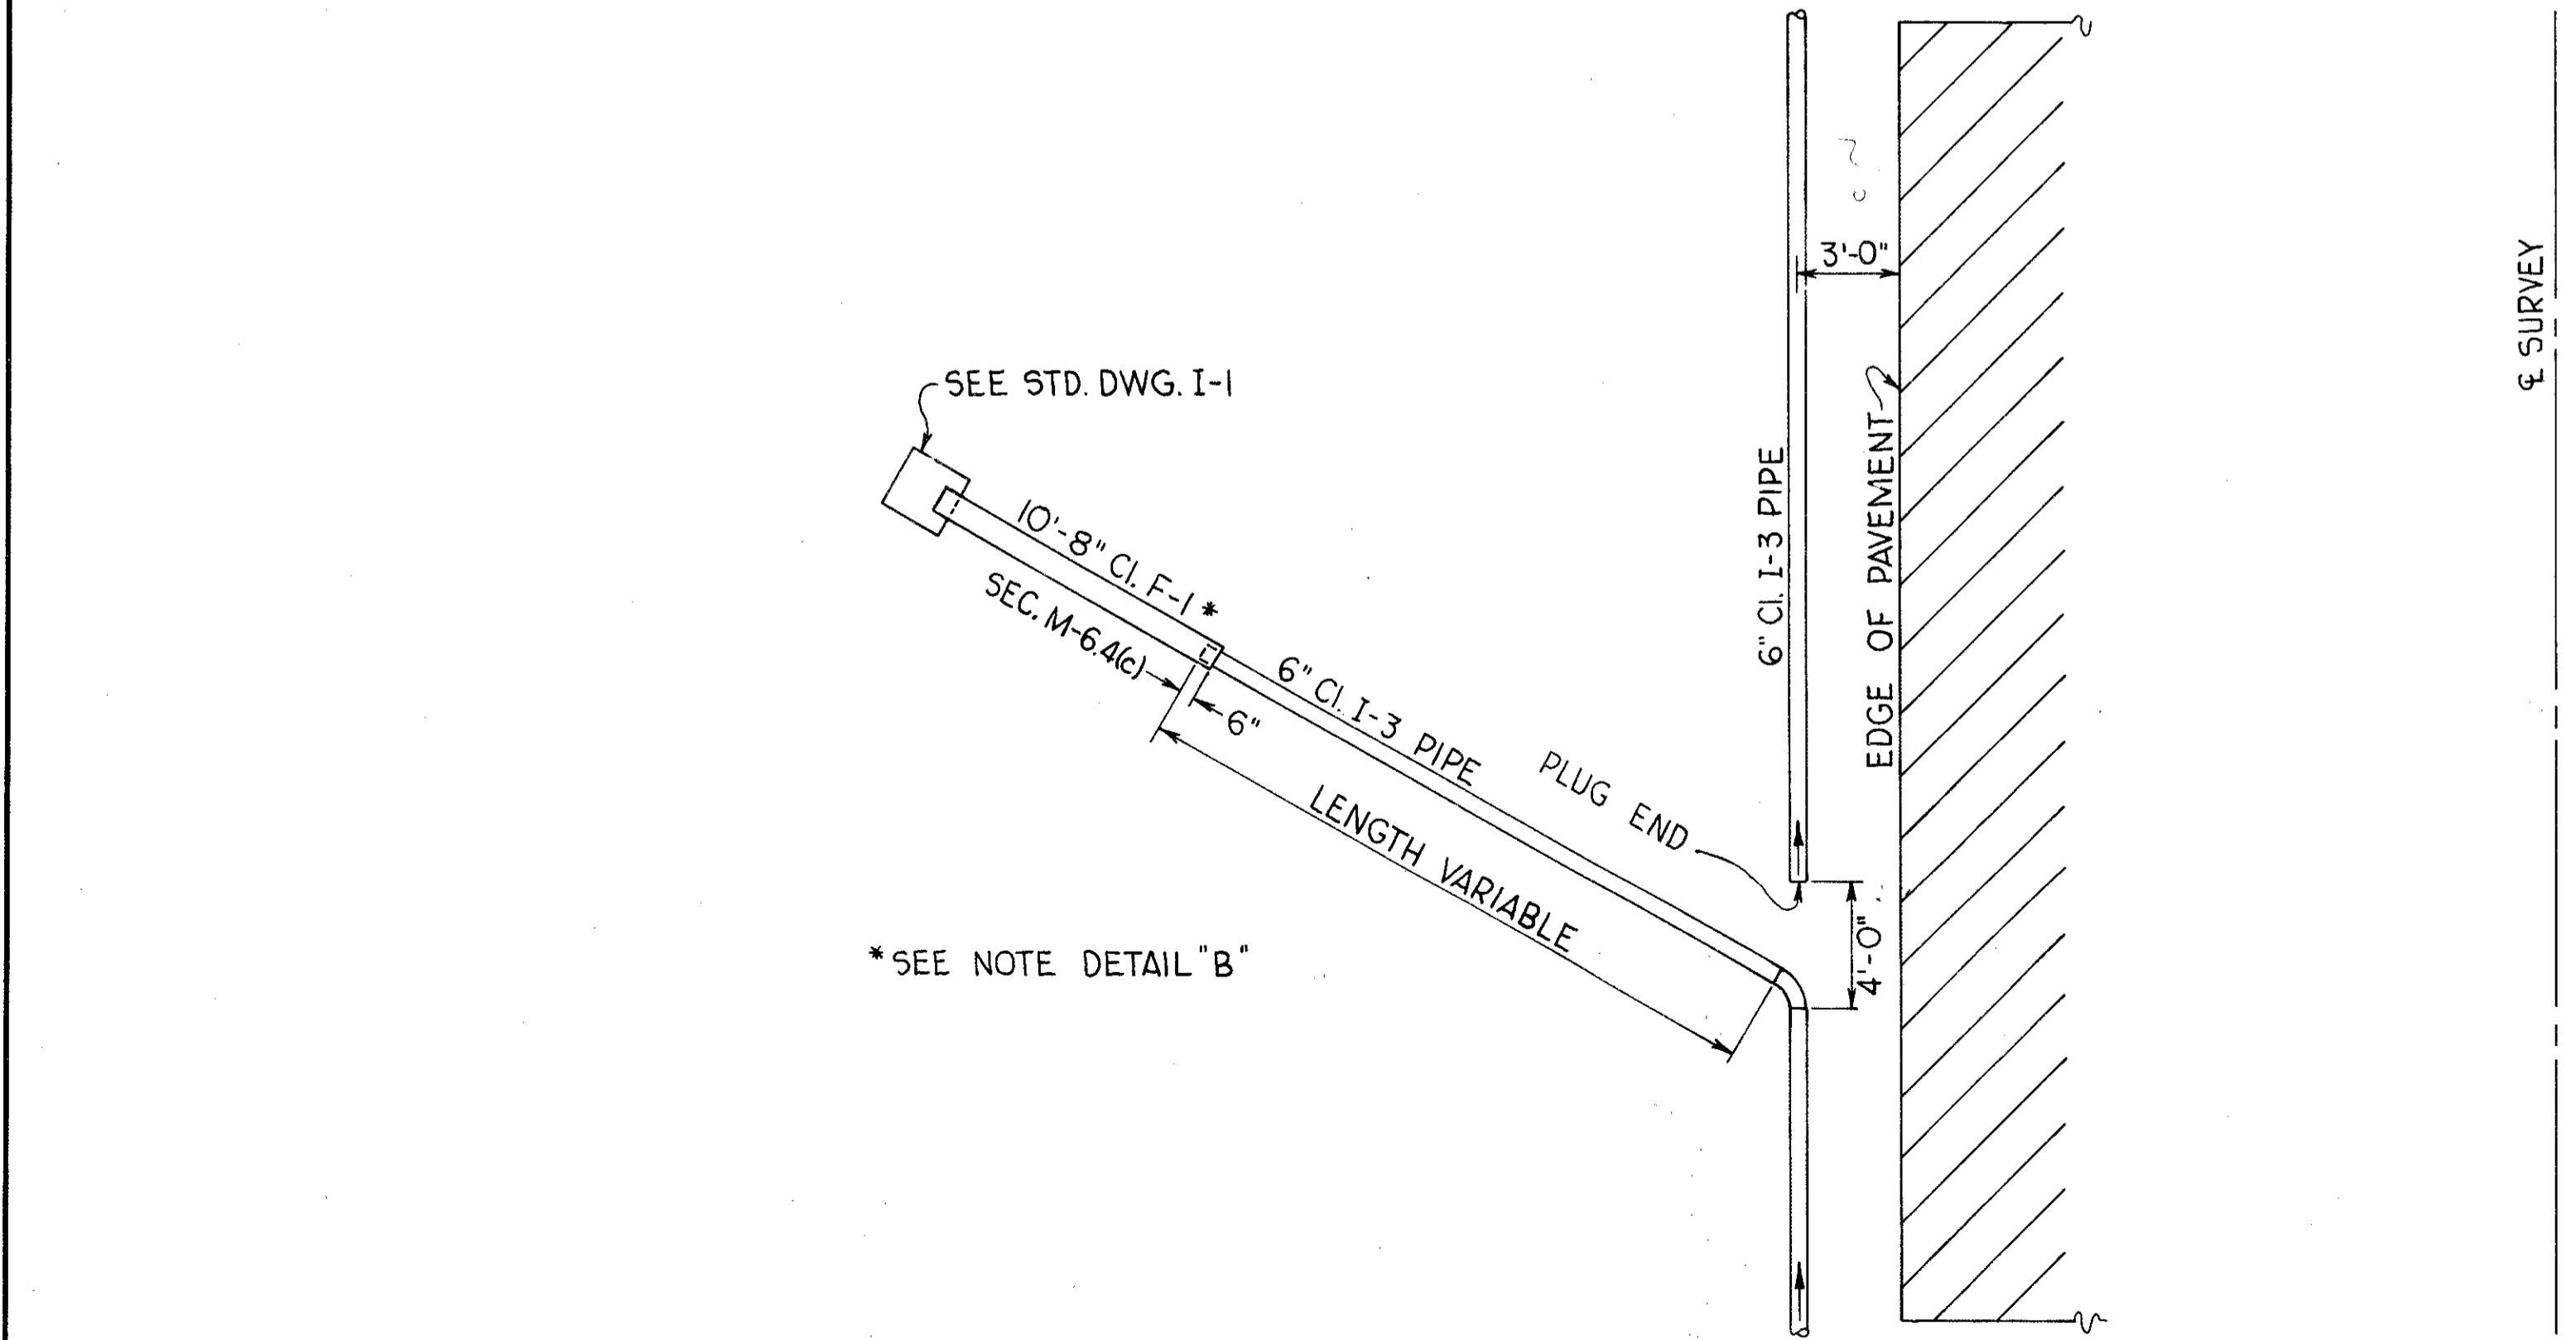 3'-0"
℄ SURVEY
SEE STD. DWG. I-1
EDGE OF PAVEMENT
6" Cl. I-3 PIPE
10'-8" Cl. F-1 *
SEC. M-6.4(c)
6"
6" Cl. I-3 PIPE
PLUG END
LENGTH VARIABLE
4'-0"
*SEE NOTE DETAIL "B"